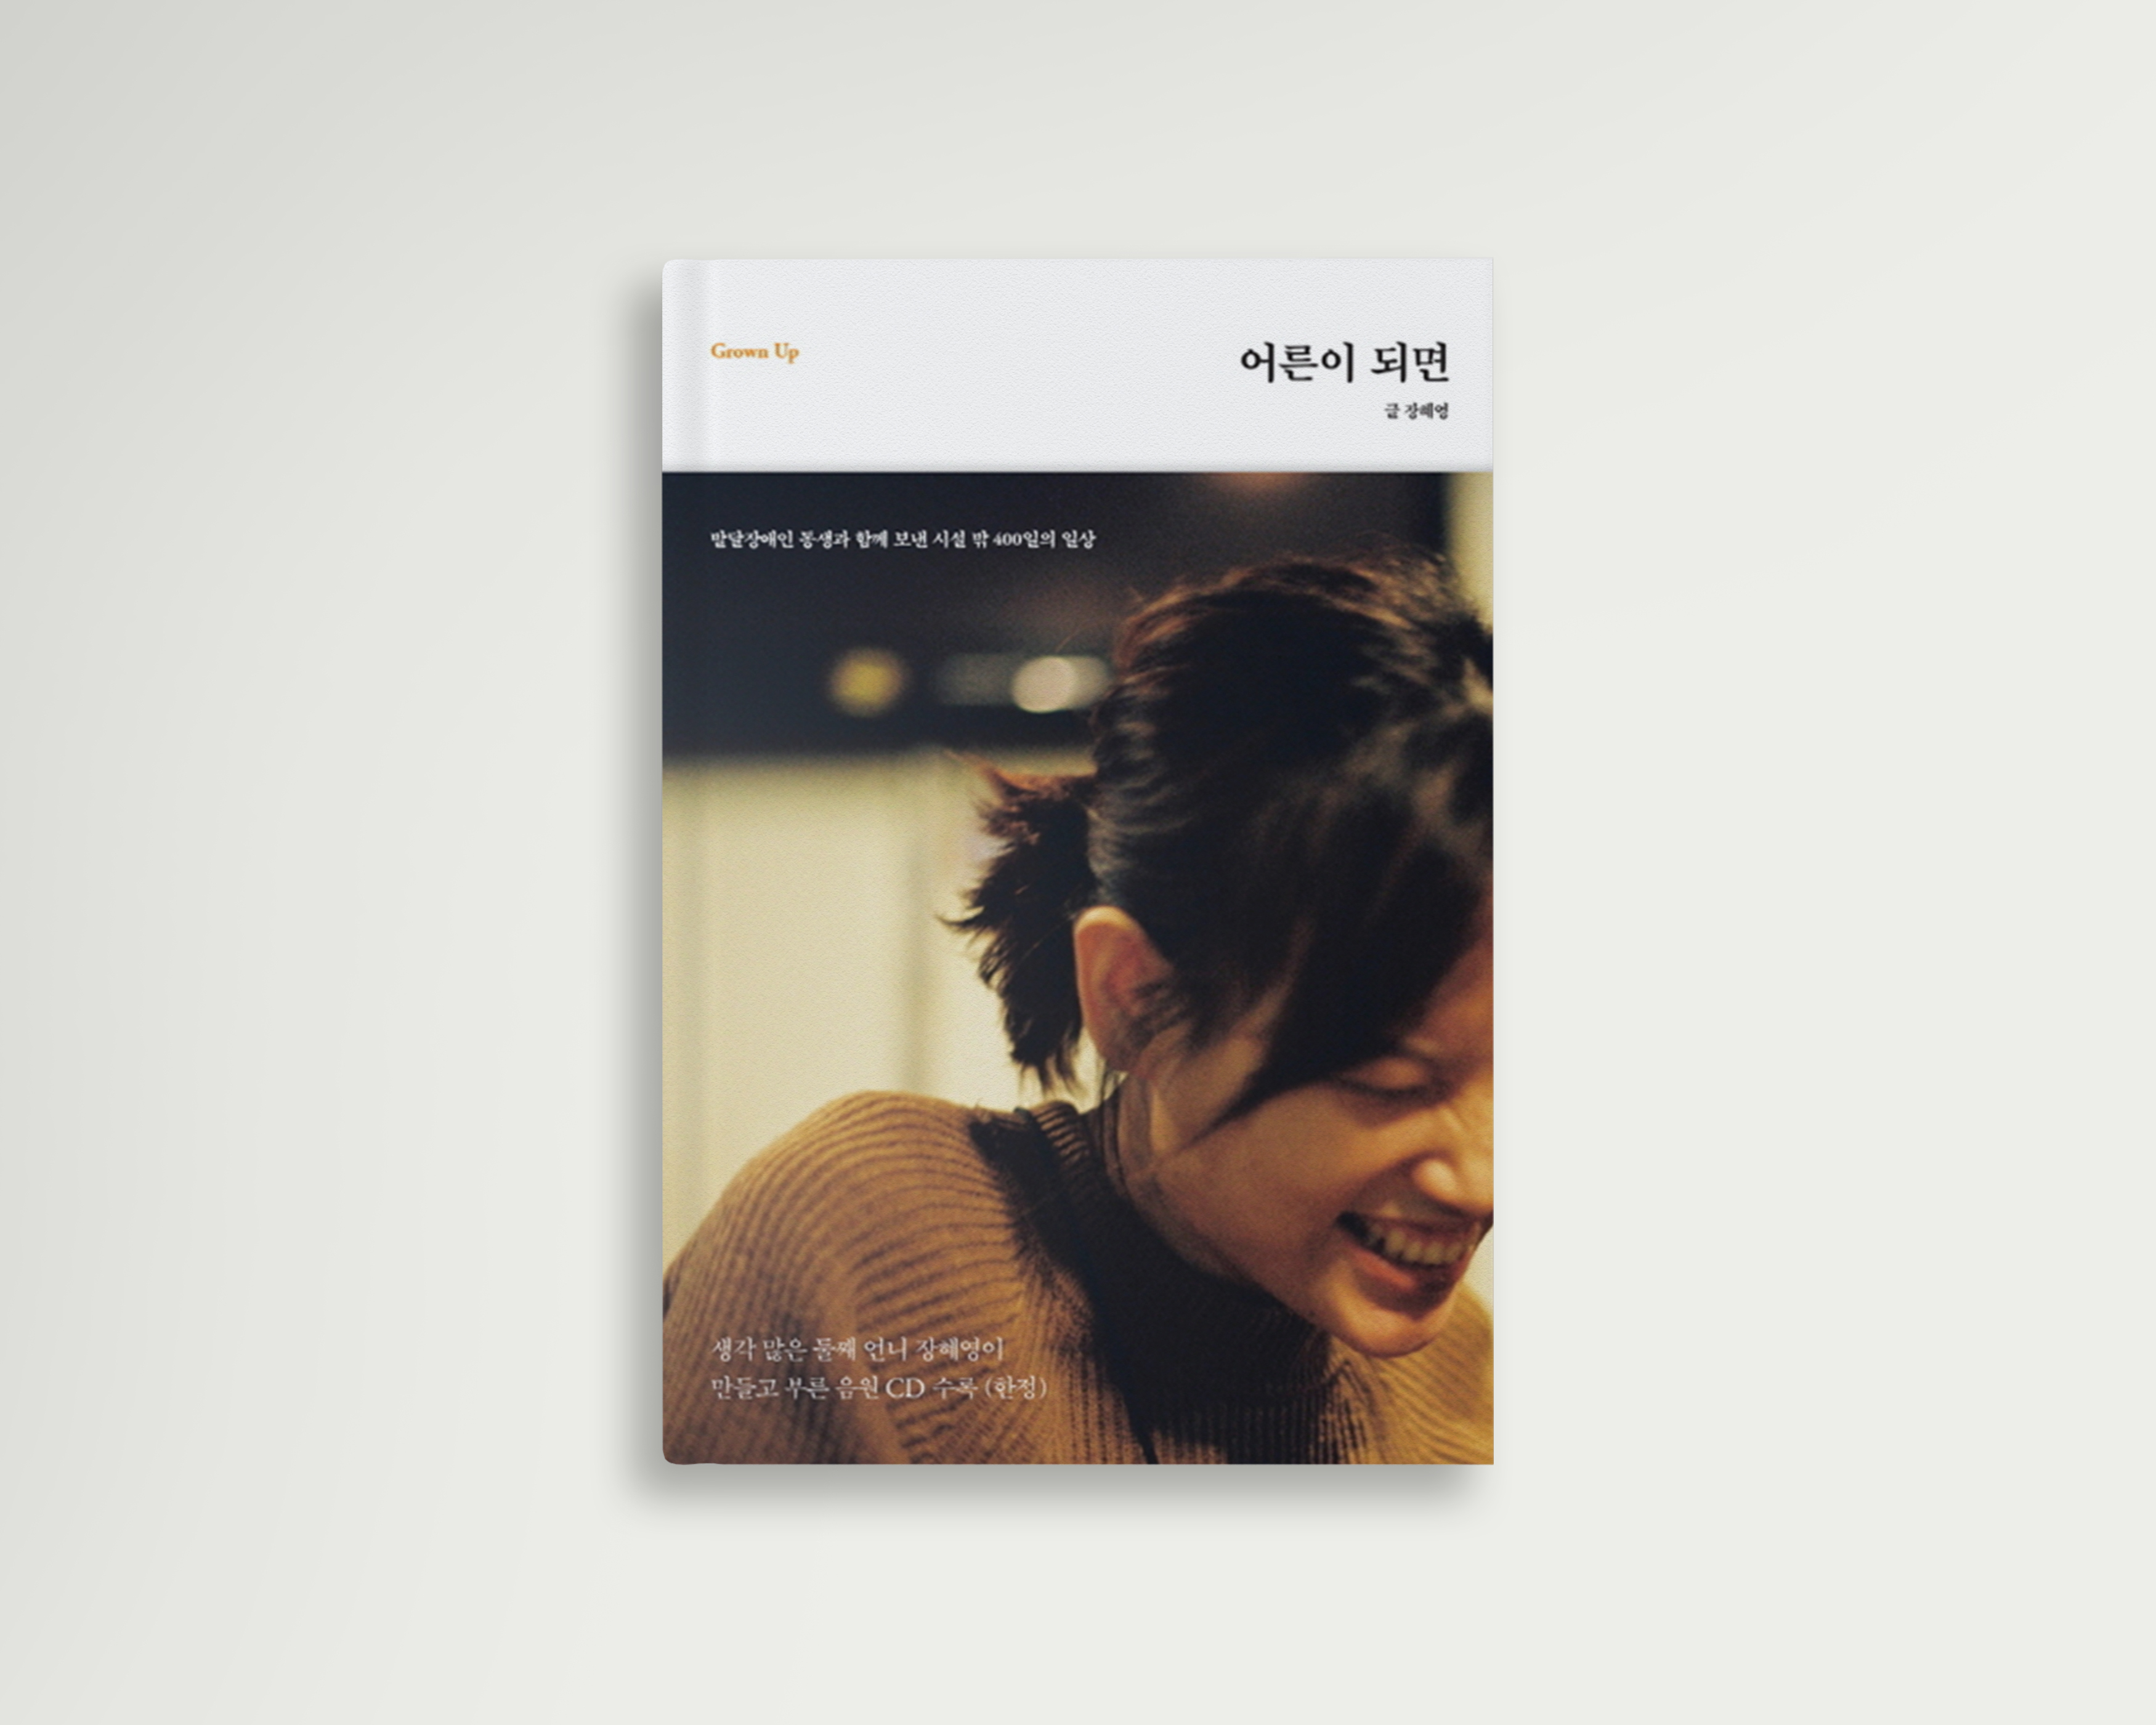 Grown Up
어른이 되면
글 장혜영
발달장애인 동생과 함께 보낸 시설 밖 400일의 일상
생각 많은 둘째 언니 장혜영이
만들고 부른 음원 CD 수록 (한정)